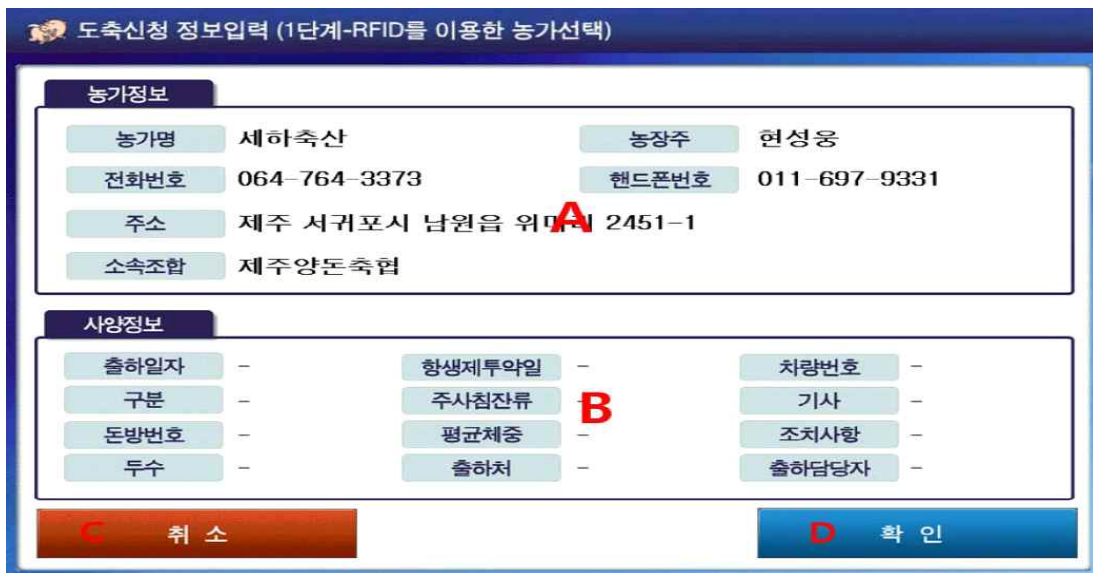 도축신청 정보입력 (1단계-RFID를 이용한 농가선택)
농가정보
농가명 세하축산 농장주 현성웅
전화번호 064-764-3373 핸드폰번호 011-697-9331
주소 제주 서귀포시 남원읍 2451-1
A
소속조합 제주양돈축협
사양정보
출하일자 - 항생제투약일 - 차량번호 -
구분 - 주사침잔류 - 기사 -
B
돈방번호 - 평균체중 - 조치사항 -
두수 - 출하처 - 출하담당자 -
C 취 소 D 확 인